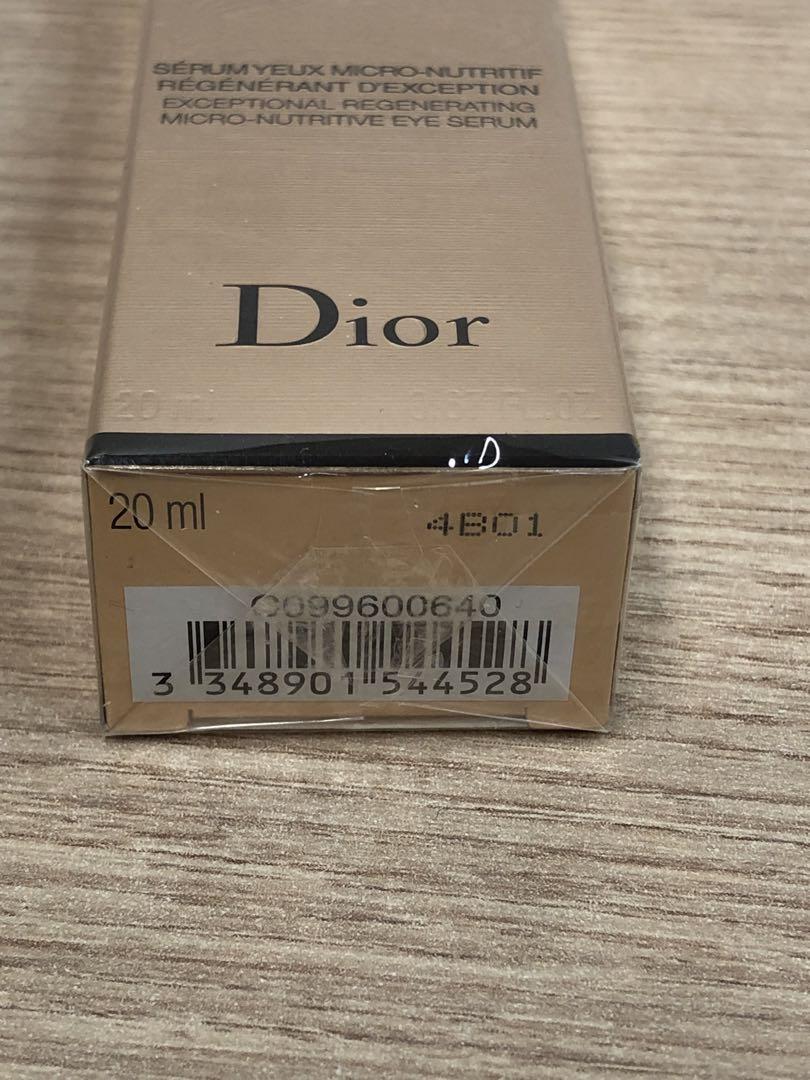 SÉRUM YEUX MICRO-NUTRITIF
RÉGÉNÉRANT D'EXCEPTION
EXCEPTIONAL REGENERATING
MICRO-NUTRITIVE EYE SERUM
Dior
20 ml
20 ml 4B01
C099600640
3 348901 544528